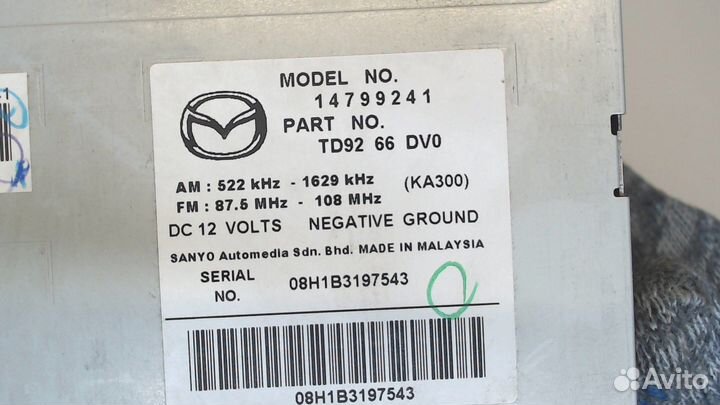 MODEL NO.
14799241
PART NO.
TD92 66 DV0
AM : 522 kHz - 1629 kHz (KA300)
FM : 87.5 MHz - 108 MHz
DC 12 VOLTS NEGATIVE GROUND
SANYO Automedia Sdn. Bhd. MADE IN MALAYSIA
SERIAL NO. 08H1B3197543
08H1B3197543
Avito